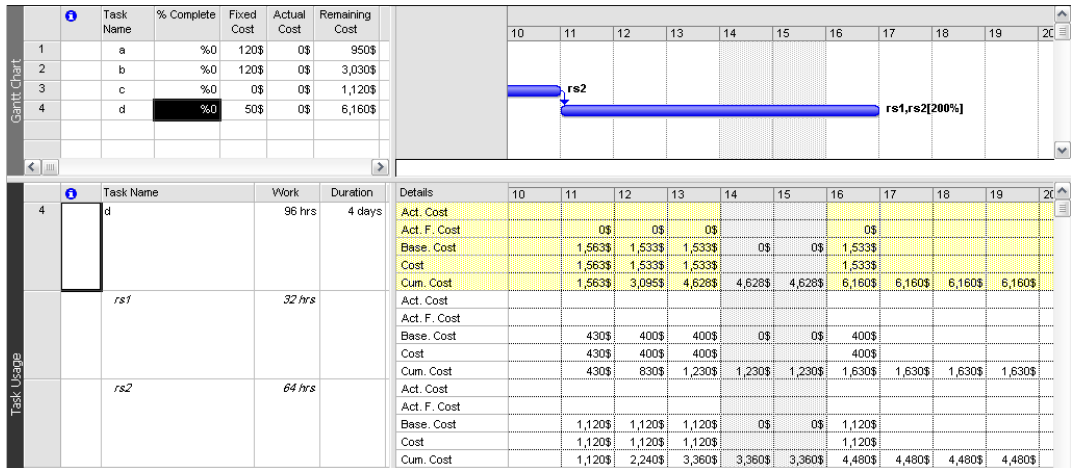 Task Name % Complete Fixed Cost Actual Cost Remaining Cost
10 11 12 13 14 15 16 17 18 19 20
1 a %0 120$ 0$ 950$
2 b %0 120$ 0$ 3,030$
3 c %0 0$ 0$ 1,120$
4 d %0 50$ 0$ 6,160$
rs2
rs1,rs2[200%]
Gantt Chart
Task Name Work Duration Details 10 11 12 13 14 15 16 17 18 19 20
4 d 96 hrs 4 days Act. Cost
Act. F. Cost 0$ 0$ 0$ 0$
Base. Cost 1,563$ 1,533$ 1,533$ 0$ 0$ 1,533$
Cost 1,563$ 1,533$ 1,533$ 1,533$
Cum. Cost 1,563$ 3,095$ 4,628$ 4,628$ 4,628$ 6,160$ 6,160$ 6,160$ 6,160$
rs1 32 hrs Act. Cost
Act. F. Cost
Base. Cost 430$ 400$ 400$ 0$ 0$ 400$
Cost 430$ 400$ 400$ 400$
Cum. Cost 430$ 830$ 1,230$ 1,230$ 1,230$ 1,630$ 1,630$ 1,630$ 1,630$
rs2 64 hrs Act. Cost
Act. F. Cost
Base. Cost 1,120$ 1,120$ 1,120$ 0$ 0$ 1,120$
Cost 1,120$ 1,120$ 1,120$ 1,120$
Cum. Cost 1,120$ 2,240$ 3,360$ 3,360$ 3,360$ 4,480$ 4,480$ 4,480$ 4,480$
Task Usage